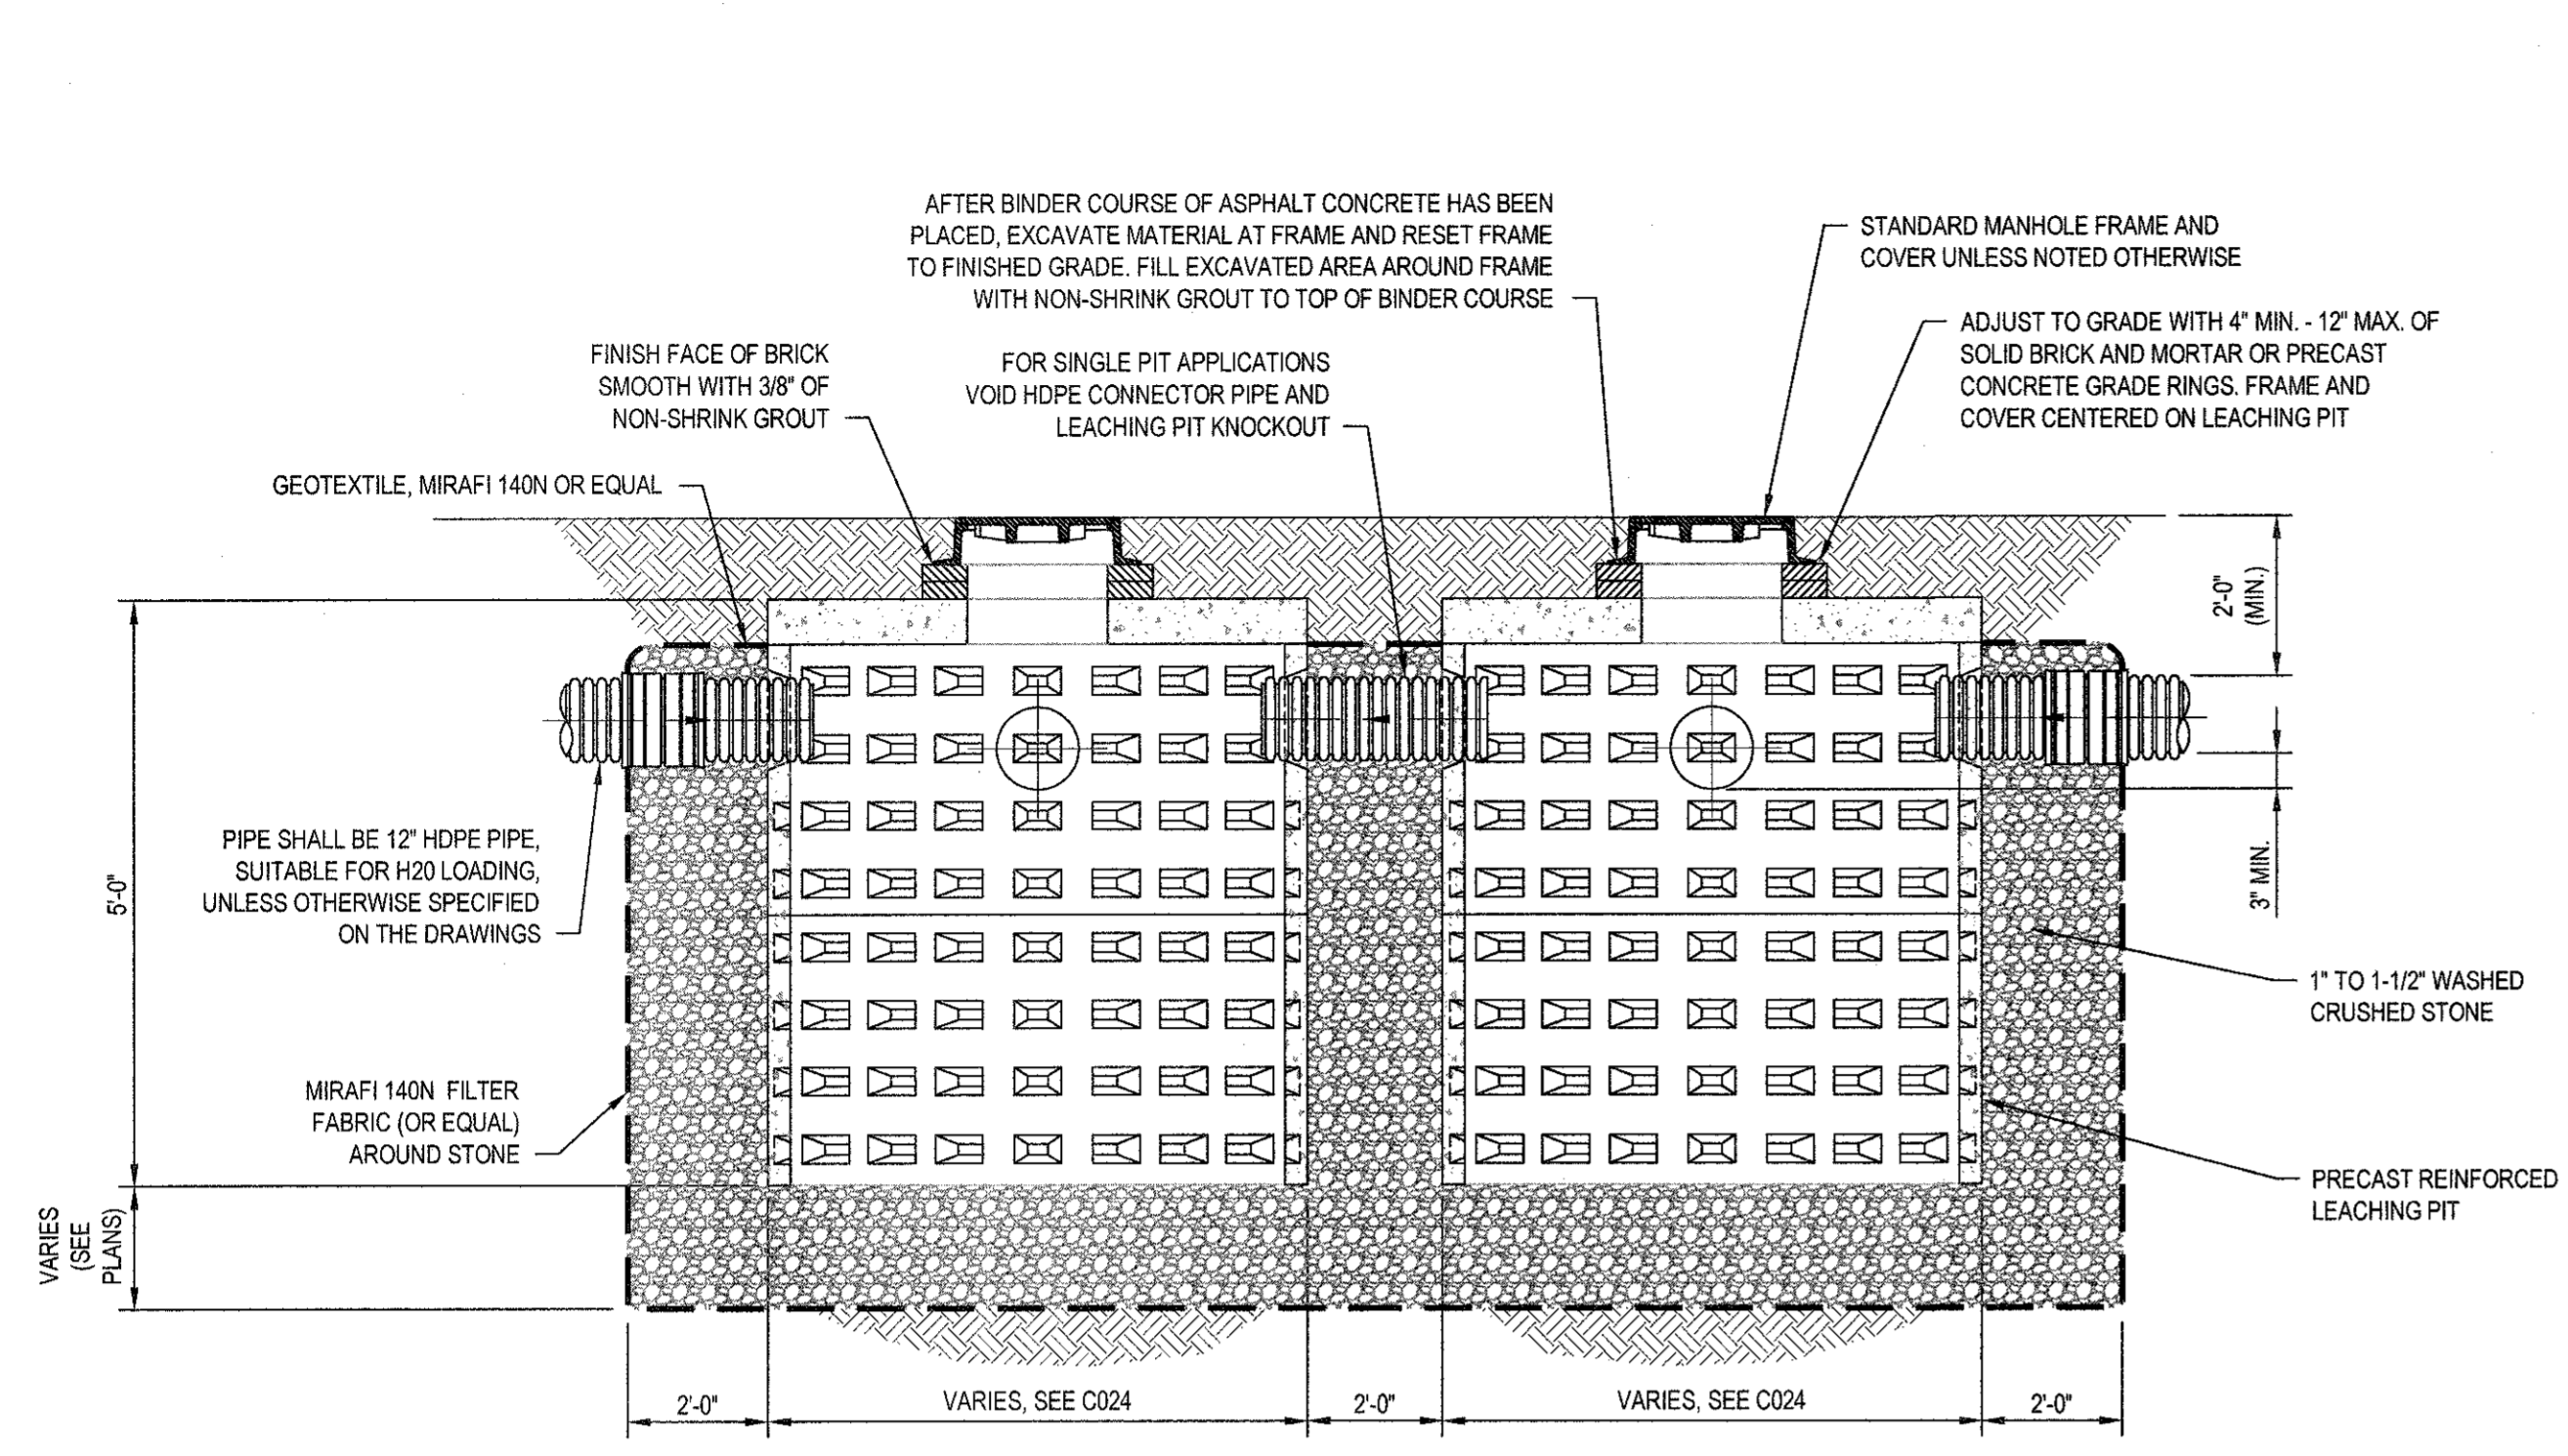 AFTER BINDER COURSE OF ASPHALT CONCRETE HAS BEEN
PLACED, EXCAVATE MATERIAL AT FRAME AND RESET FRAME
TO FINISHED GRADE. FILL EXCAVATED AREA AROUND FRAME
WITH NON-SHRINK GROUT TO TOP OF BINDER COURSE
STANDARD MANHOLE FRAME AND
COVER UNLESS NOTED OTHERWISE
ADJUST TO GRADE WITH 4" MIN. - 12" MAX. OF
SOLID BRICK AND MORTAR OR PRECAST
CONCRETE GRADE RINGS. FRAME AND
COVER CENTERED ON LEACHING PIT
FINISH FACE OF BRICK
SMOOTH WITH 3/8" OF
NON-SHRINK GROUT
FOR SINGLE PIT APPLICATIONS
VOID HDPE CONNECTOR PIPE AND
LEACHING PIT KNOCKOUT
GEOTEXTILE, MIRAFI 140N OR EQUAL
2'-0"
(MIN.)
PIPE SHALL BE 12" HDPE PIPE,
SUITABLE FOR H20 LOADING,
UNLESS OTHERWISE SPECIFIED
ON THE DRAWINGS
5'-0"
3" MIN.
1" TO 1-1/2" WASHED
CRUSHED STONE
MIRAFI 140N FILTER
FABRIC (OR EQUAL)
AROUND STONE
PRECAST REINFORCED
LEACHING PIT
VARIES
(SEE
PLANS)
2'-0"
VARIES, SEE C024
2'-0"
VARIES, SEE C024
2'-0"